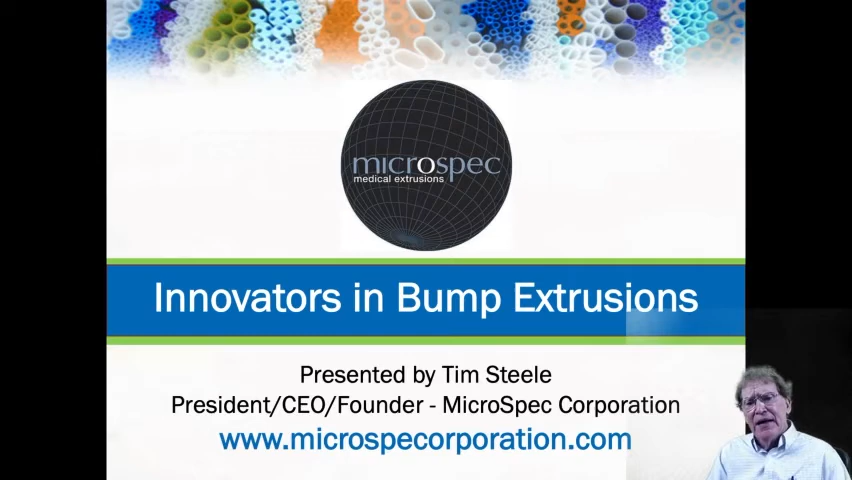 microspec
medical extrusions
Innovators in Bump Extrusions
Presented by Tim Steele
President/CEO/Founder - MicroSpec Corporation
www.microspecorporation.com